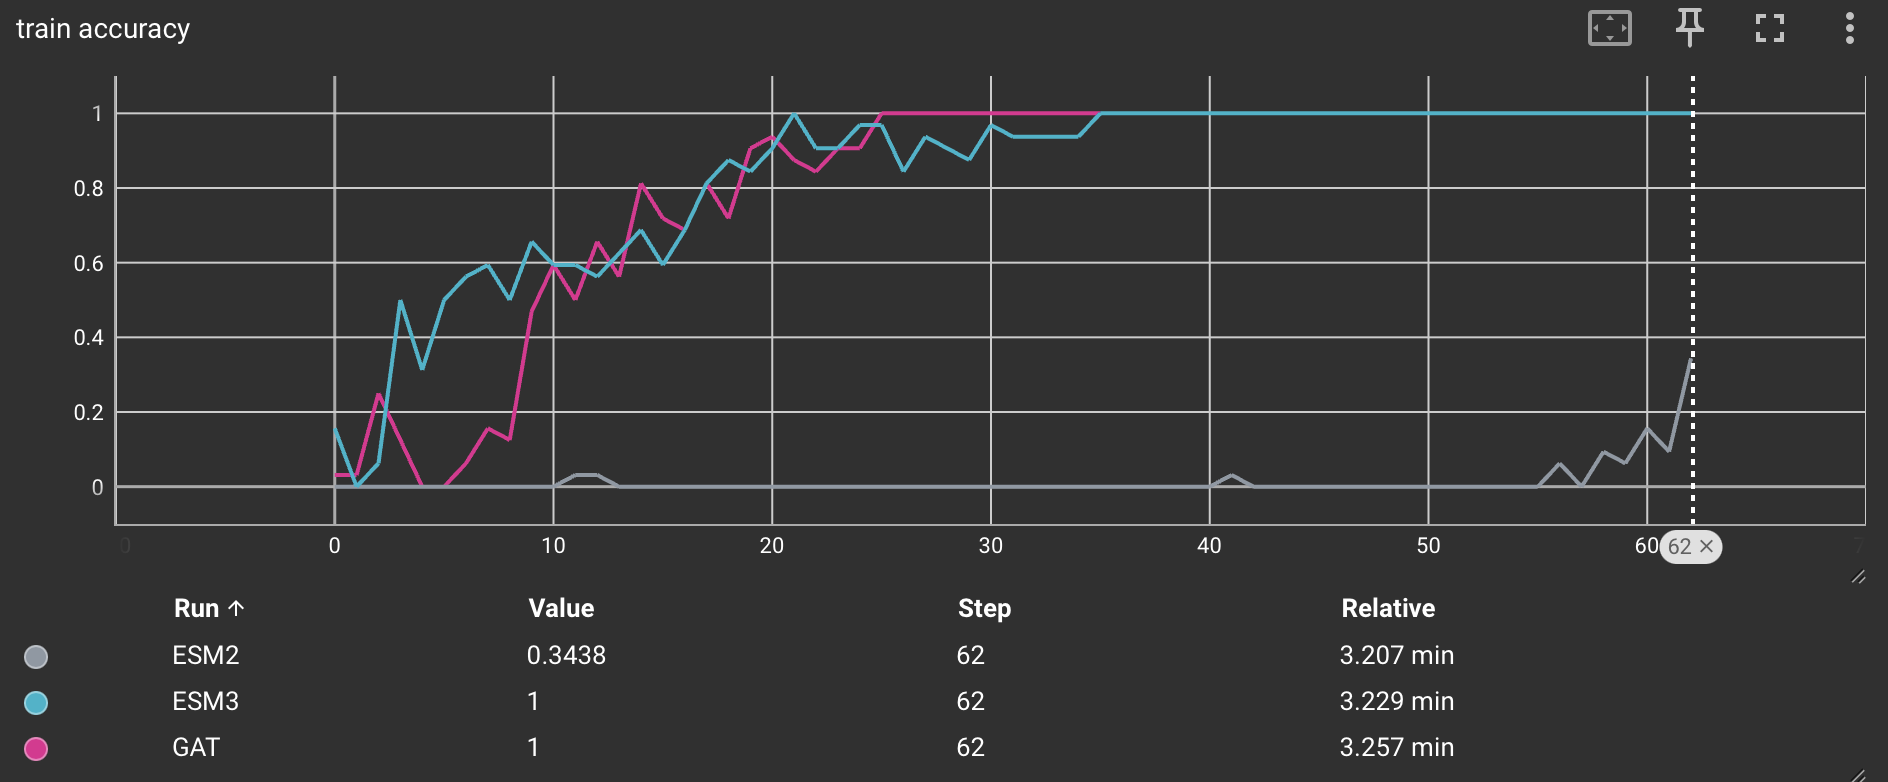 train accuracy
1
0.8
0.6
0.4
0.2
0
0 0 10 20 30 40 50 60 62 × 7
Run ↑ Value Step Relative
ESM2 0.3438 62 3.207 min
ESM3 1 62 3.229 min
GAT 1 62 3.257 min